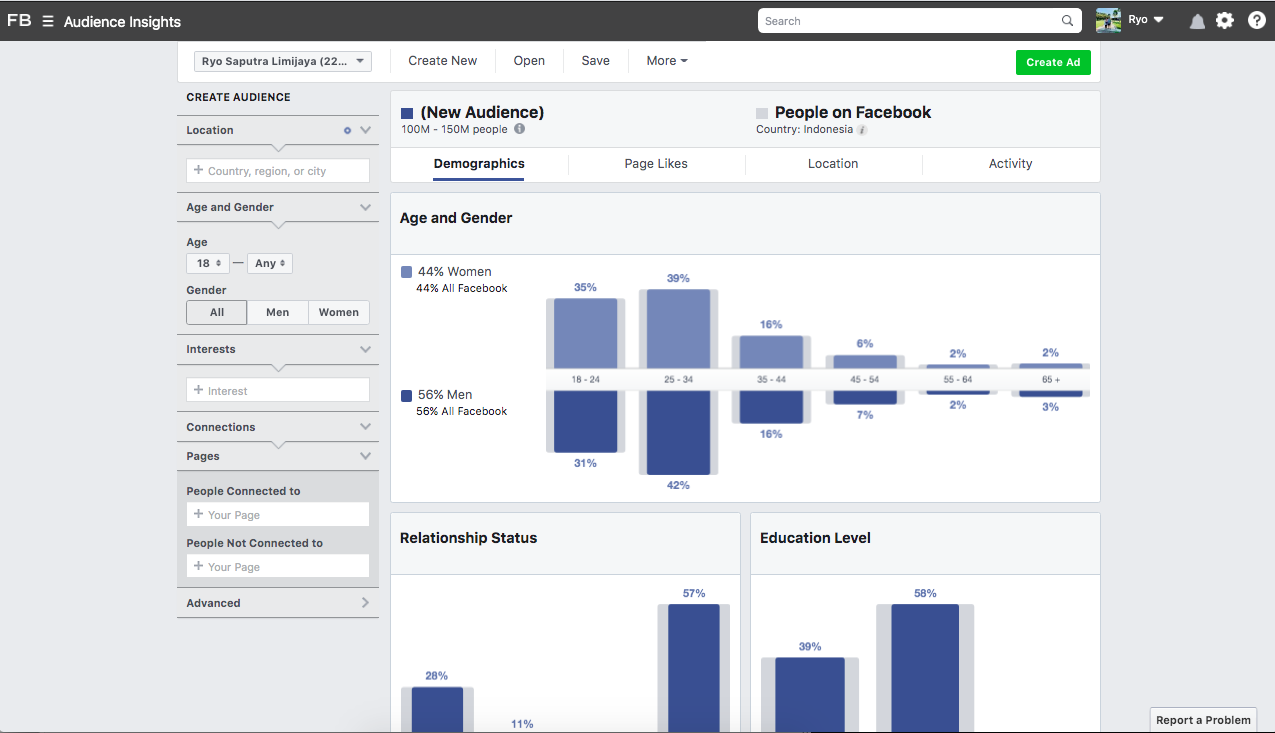 FB Audience Insights
Search
Ryo
Ryo Saputra Limijaya (22...
Create New
Open
Save
More
Create Ad
CREATE AUDIENCE
Location
+ Country, region, or city
Age and Gender
Age
18 — Any
Gender
All Men Women
Interests
+ Interest
Connections
Pages
People Connected to
+ Your Page
People Not Connected to
+ Your Page
Advanced
(New Audience)
100M - 150M people
People on Facebook
Country: Indonesia
Demographics
Page Likes
Location
Activity
Age and Gender
44% Women
44% All Facebook
35% 39% 16% 6% 2% 2%
18 - 24 25 - 34 35 - 44 45 - 54 55 - 64 65 +
56% Men
56% All Facebook
31% 42% 16% 7% 2% 3%
Relationship Status
28% 11% 57%
Education Level
39% 58%
Report a Problem